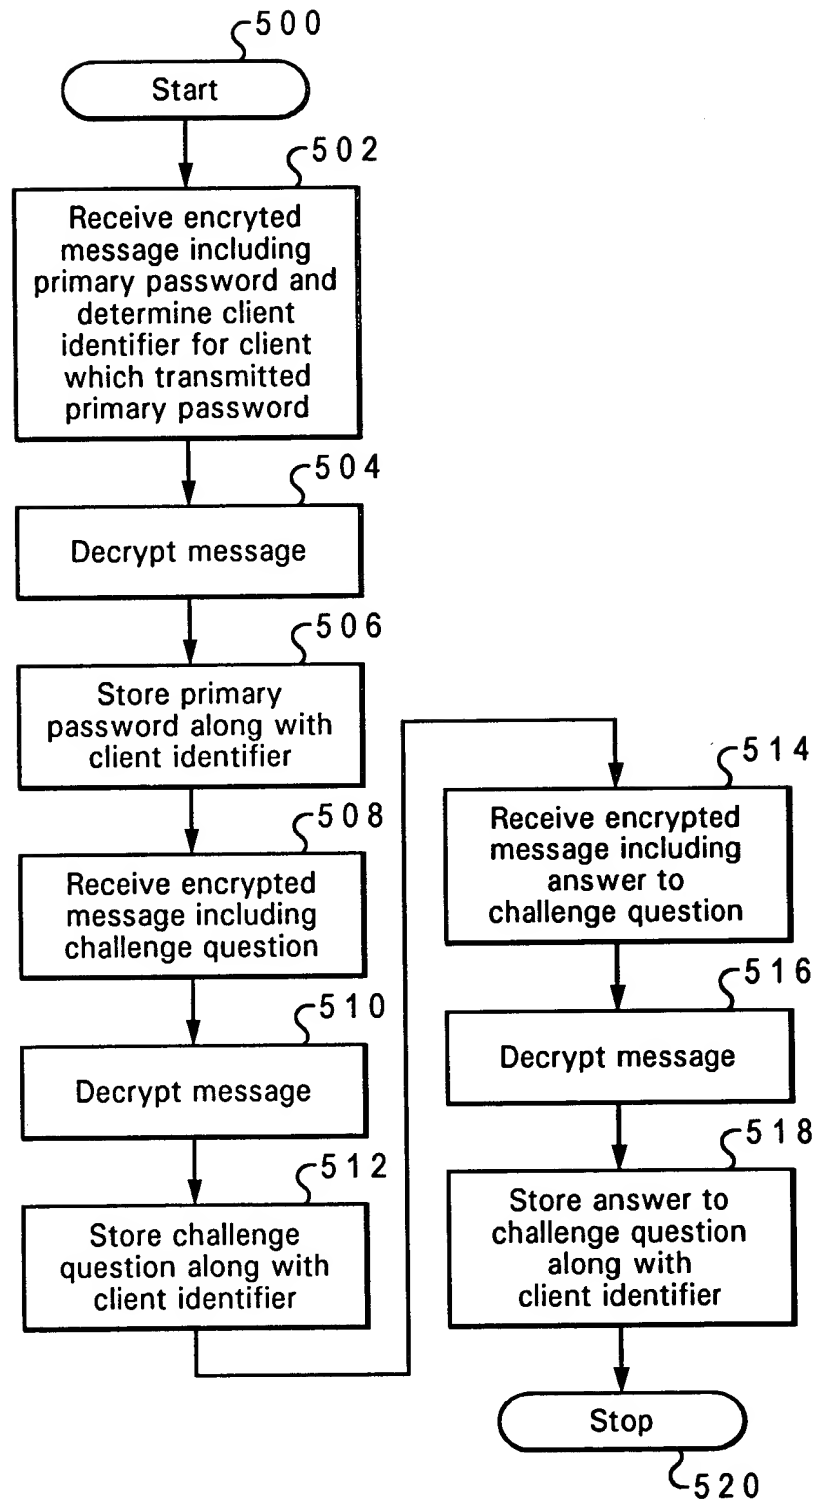 500
Start
502
Receive encryted
message including
primary password and
determine client
identifier for client
which transmitted
primary password
504
Decrypt message
506
Store primary
password along with
client identifier
508
Receive encrypted
message including
challenge question
510
Decrypt message
512
Store challenge
question along with
client identifier
514
Receive encrypted
message including
answer to
challenge question
516
Decrypt message
518
Store answer to
challenge question
along with
client identifier
Stop
520